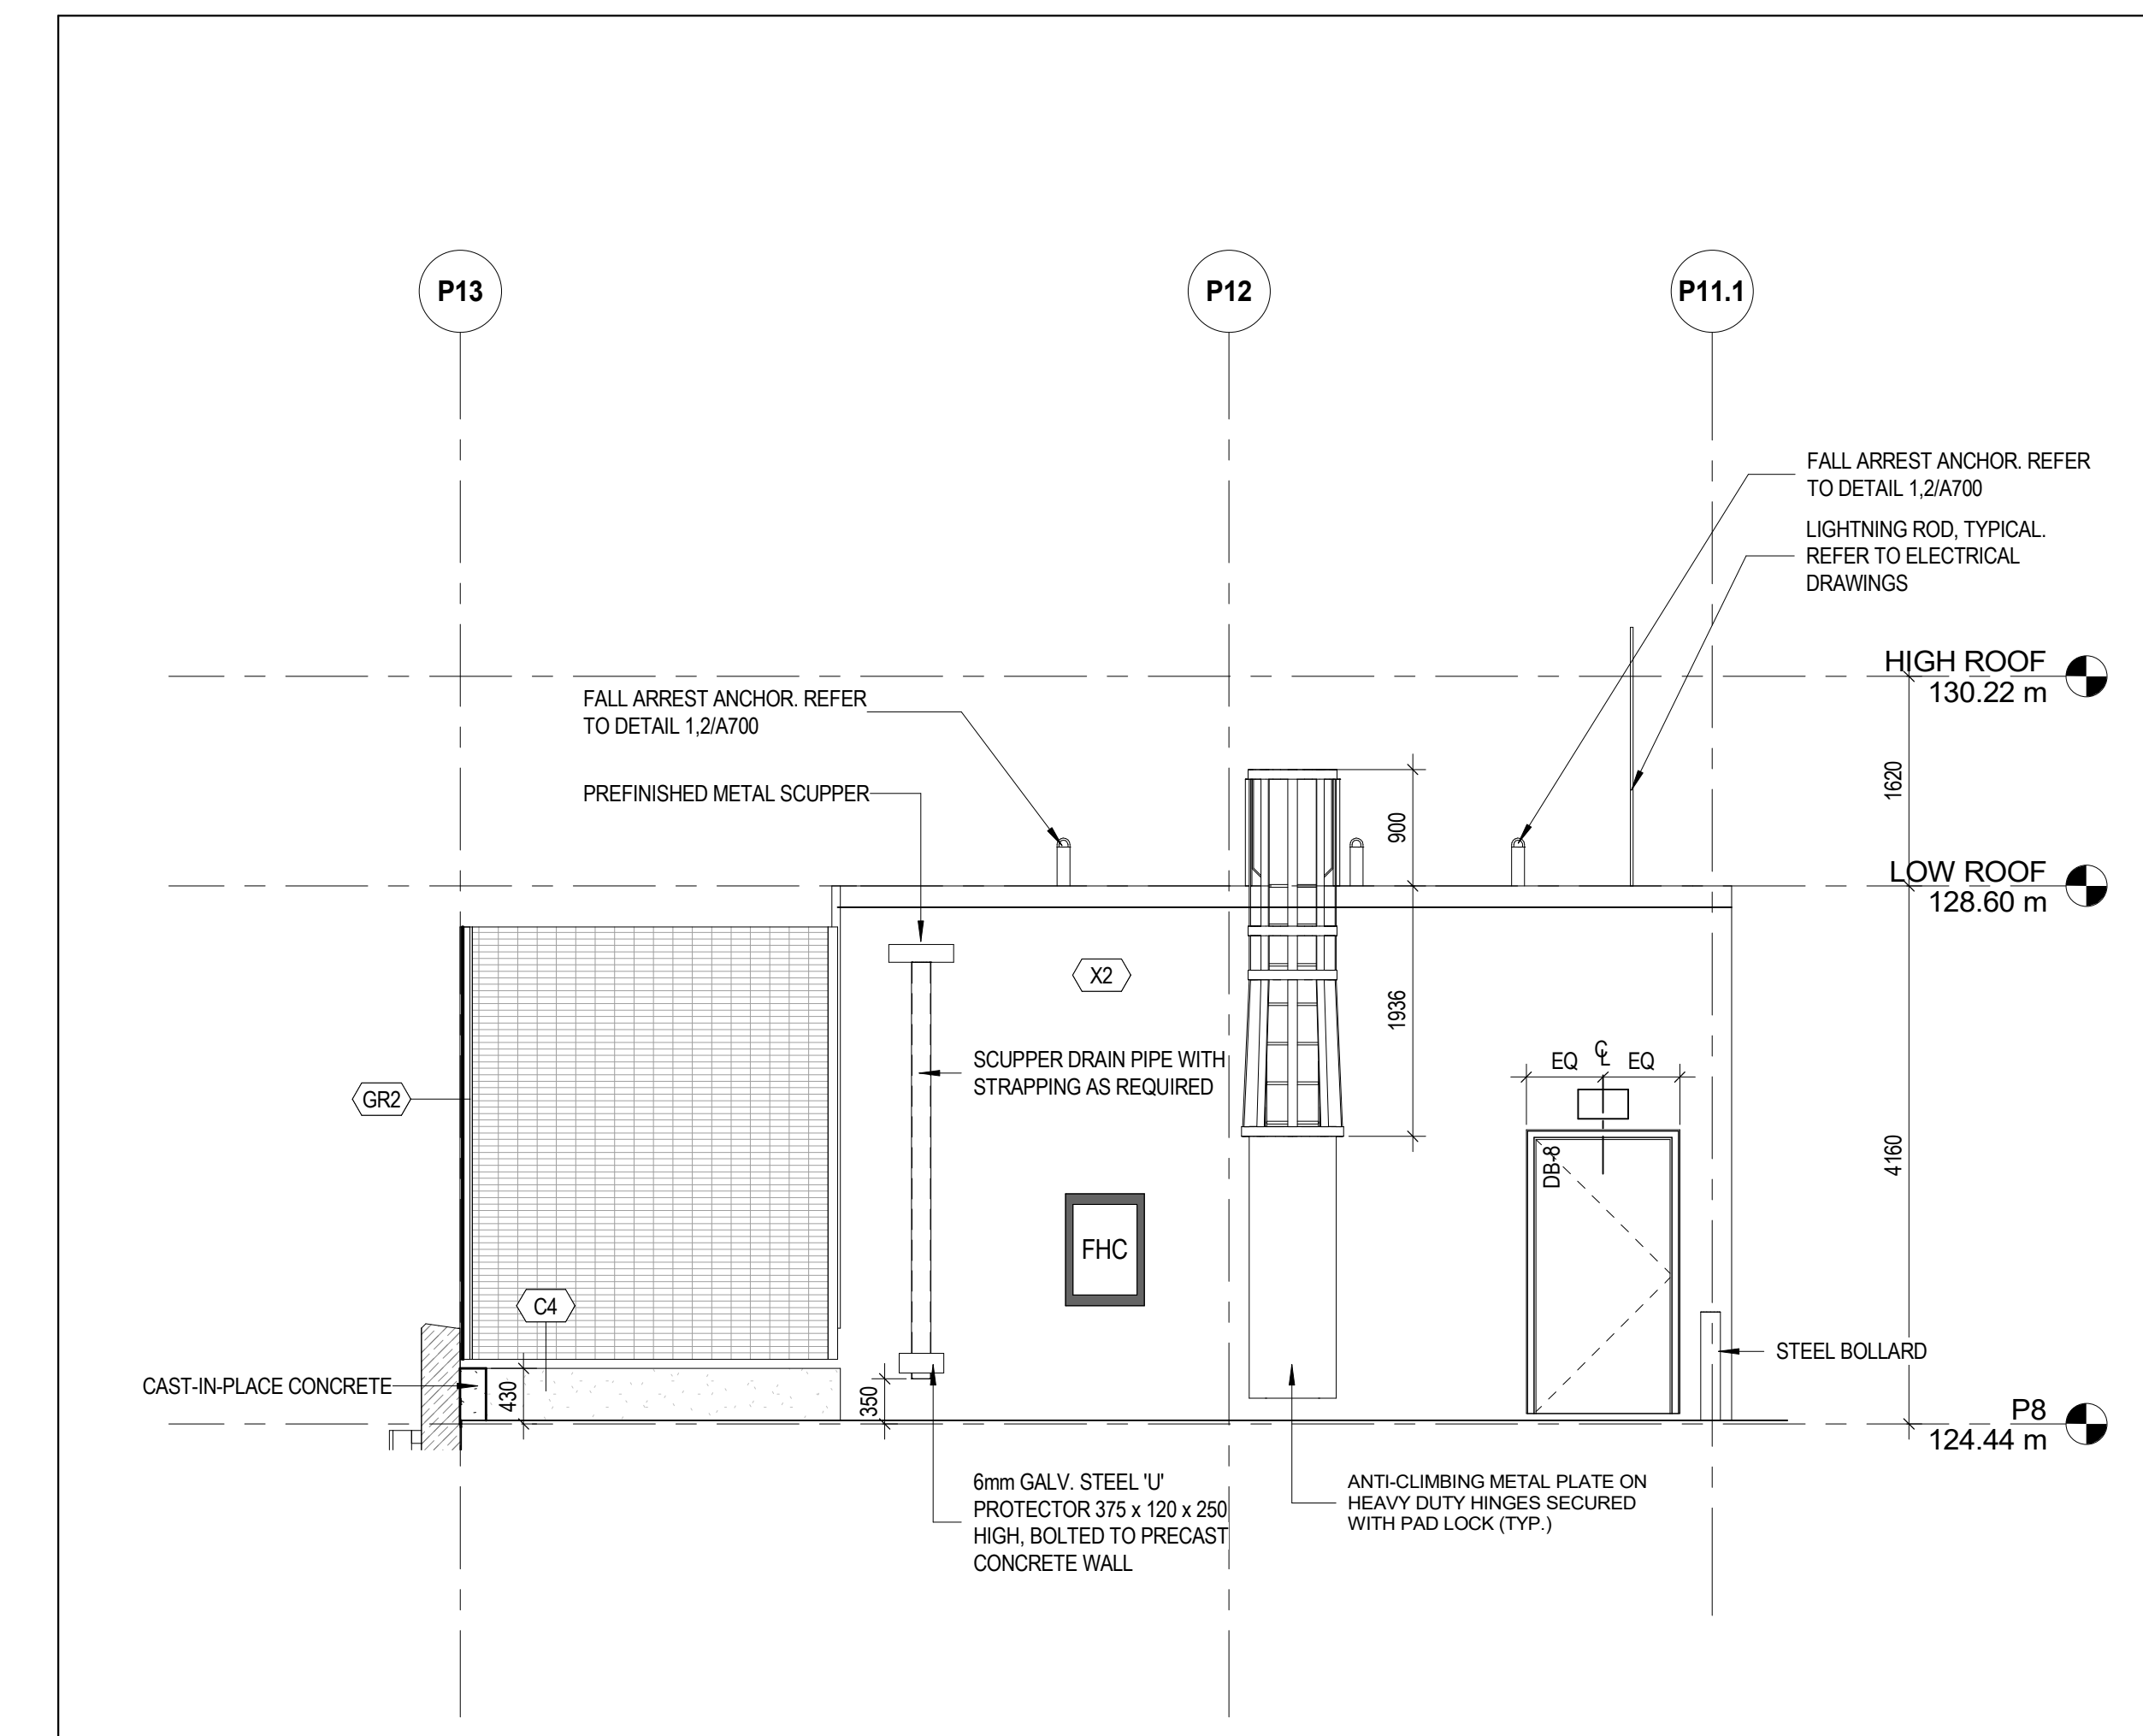 P13
P12
P11.1
FALL ARREST ANCHOR. REFER
TO DETAIL 1,2/A700
LIGHTNING ROD, TYPICAL.
REFER TO ELECTRICAL
DRAWINGS
HIGH ROOF
130.22 m
FALL ARREST ANCHOR. REFER
TO DETAIL 1,2/A700
PREFINISHED METAL SCUPPER
900
1620
LOW ROOF
128.60 m
X2
1936
SCUPPER DRAIN PIPE WITH
STRAPPING AS REQUIRED
EQ
CL
EQ
GR2
DB-8
4160
FHC
C4
STEEL BOLLARD
CAST-IN-PLACE CONCRETE
430
350
P8
124.44 m
6mm GALV. STEEL 'U'
PROTECTOR 375 x 120 x 250
HIGH, BOLTED TO PRECAST
CONCRETE WALL
ANTI-CLIMBING METAL PLATE ON
HEAVY DUTY HINGES SECURED
WITH PAD LOCK (TYP.)